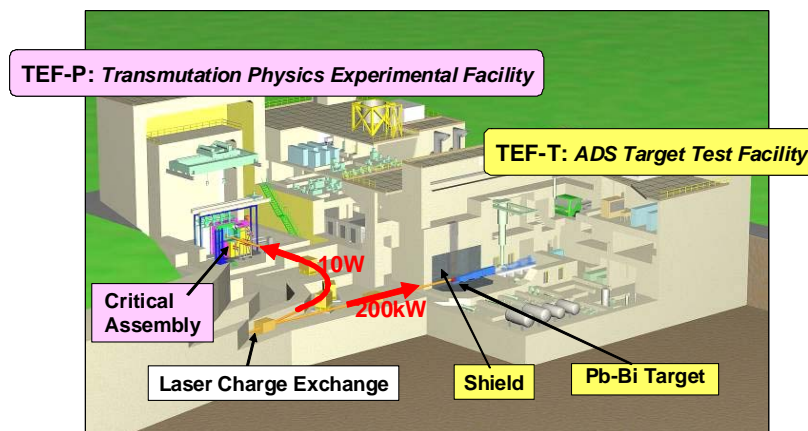 TEF-P: Transmutation Physics Experimental Facility
TEF-T: ADS Target Test Facility
10W
Critical
Assembly
200kW
Laser Charge Exchange
Shield
Pb-Bi Target